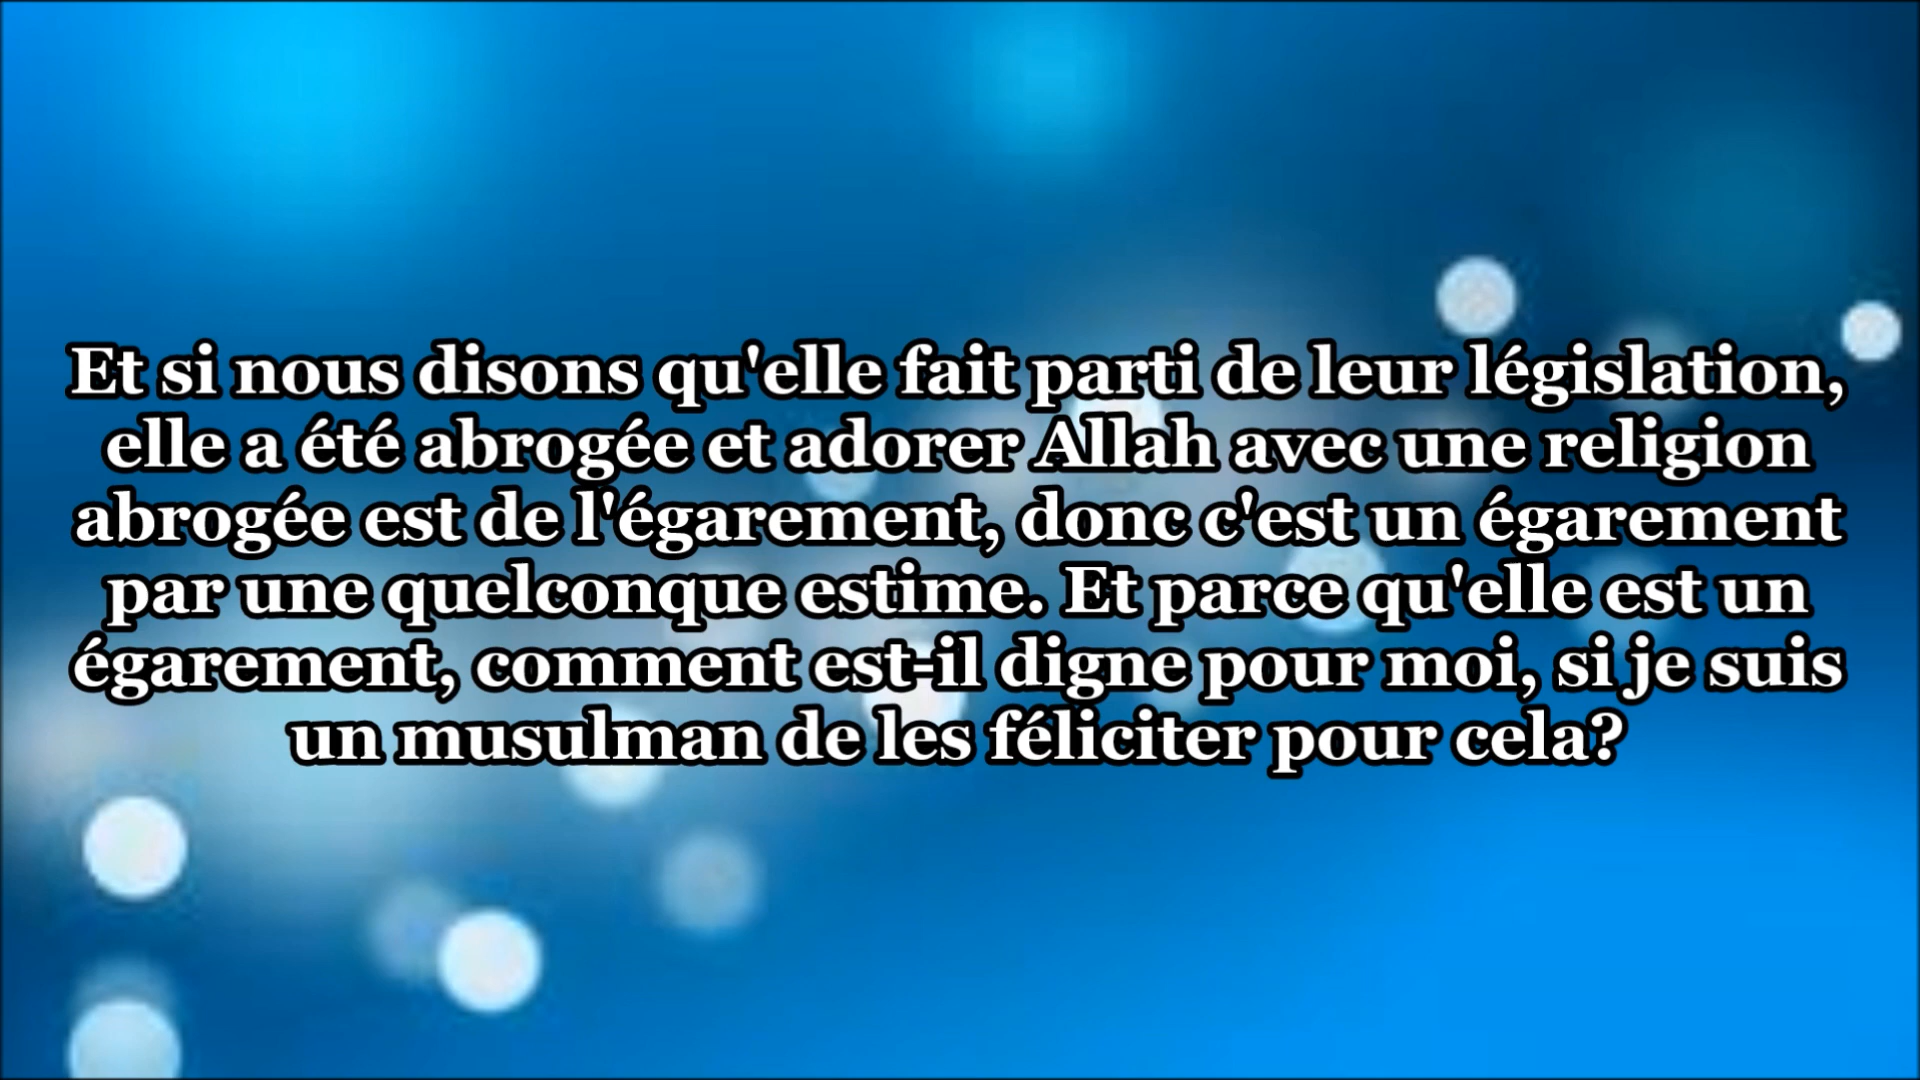 Et si nous disons qu'elle fait parti de leur législation,
elle a été abrogée et adorer Allah avec une religion
abrogée est de l'égarement, donc c'est un égarement
par une quelconque estime. Et parce qu'elle est un
égarement, comment est-il digne pour moi, si je suis
un musulman de les féliciter pour cela?